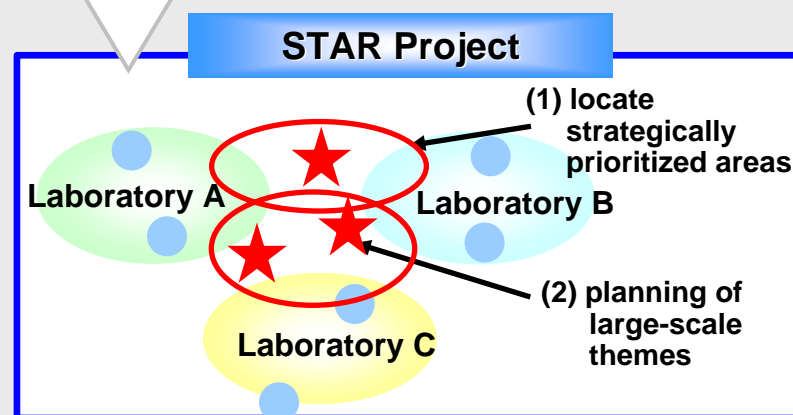 STAR Project
(1) locate
strategically
prioritized areas
Laboratory A
Laboratory B
(2) planning of
large-scale
themes
Laboratory C